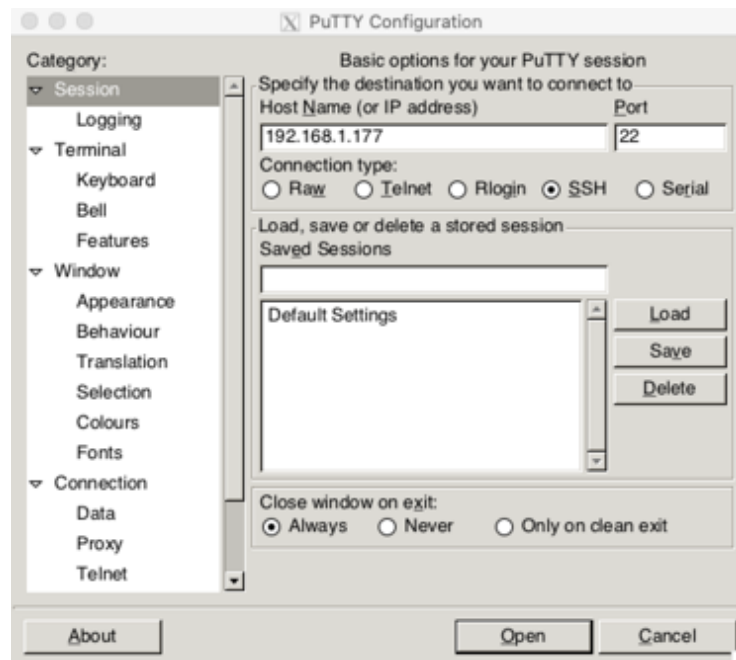 PuTTY Configuration
Category:
Session
Logging
Terminal
Keyboard
Bell
Features
Window
Appearance
Behaviour
Translation
Selection
Colours
Fonts
Connection
Data
Proxy
Telnet
Basic options for your PuTTY session
Specify the destination you want to connect to
Host Name (or IP address) Port
192.168.1.177 22
Connection type:
Raw Telnet Rlogin SSH Serial
Load, save or delete a stored session
Saved Sessions
Default Settings
Load
Save
Delete
Close window on exit:
Always Never Only on clean exit
About Open Cancel